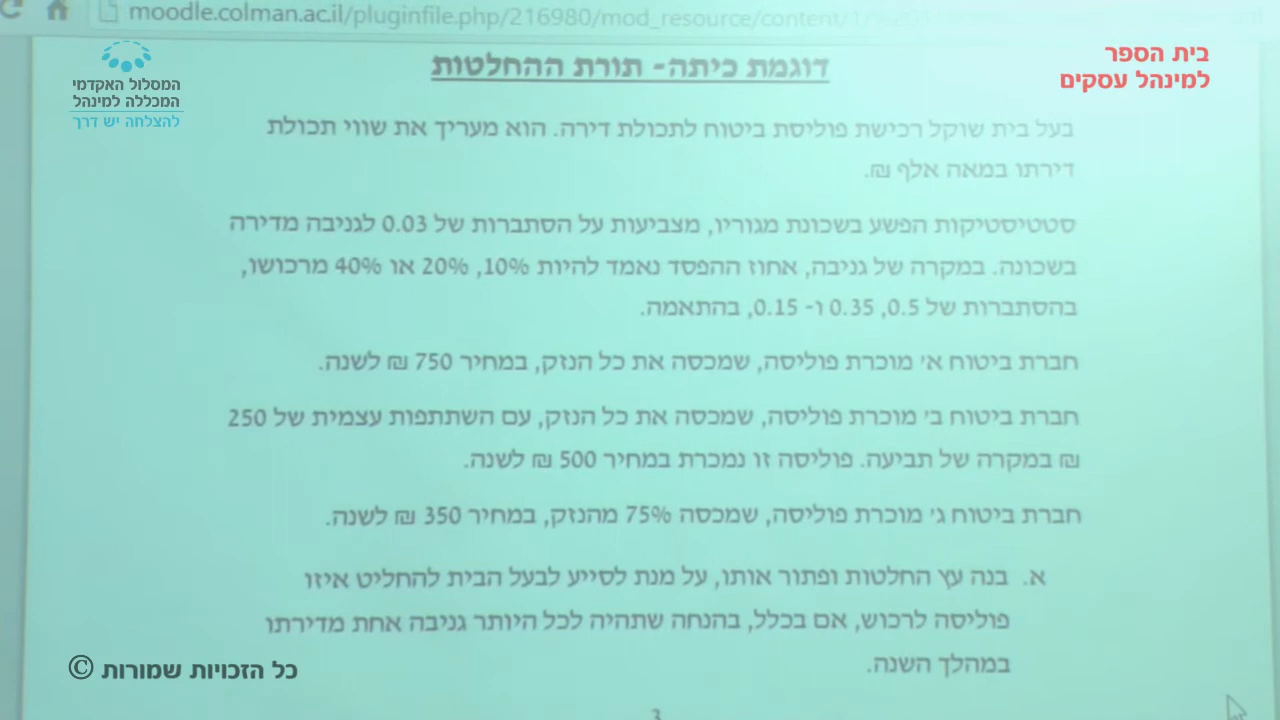 moodle.colman.ac.il/pluginfile.php/216980/mod_resource/content/1/
בית הספר
למינהל עסקים
המסלול האקדמי
המכללה למינהל
להצלחה יש דרך
דוגמת כיתה- תורת ההחלטות
בעל בית שוקל רכישת פוליסת ביטוח לתכולת דירה. הוא מעריך את שווי תכולת
דירתו במאה אלף ₪.
סטטיסטיקות הפשע בשכונת מגוריו, מצביעות על הסתברות של 0.03 לגניבה מדירה
בשכונה. במקרה של גניבה, אחוז ההפסד נאמד להיות 10%, 20% או 40% מרכושו,
בהסתברות של 0.5, 0.35 ו- 0.15, בהתאמה.
חברת ביטוח א' מוכרת פוליסה, שמכסה את כל הנזק, במחיר 750 ₪ לשנה.
חברת ביטוח ב' מוכרת פוליסה, שמכסה את כל הנזק, עם השתתפות עצמית של 250
₪ במקרה של תביעה. פוליסה זו נמכרת במחיר 500 ₪ לשנה.
חברת ביטוח ג' מוכרת פוליסה, שמכסה 75% מהנזק, במחיר 350 ₪ לשנה.
א. בנה עץ החלטות ופתור אותו, על מנת לסייע לבעל הבית להחליט איזו
פוליסה לרכוש, אם בכלל, בהנחה שתהיה לכל היותר גניבה אחת מדירתו
במהלך השנה.
כל הזכויות שמורות ©
3